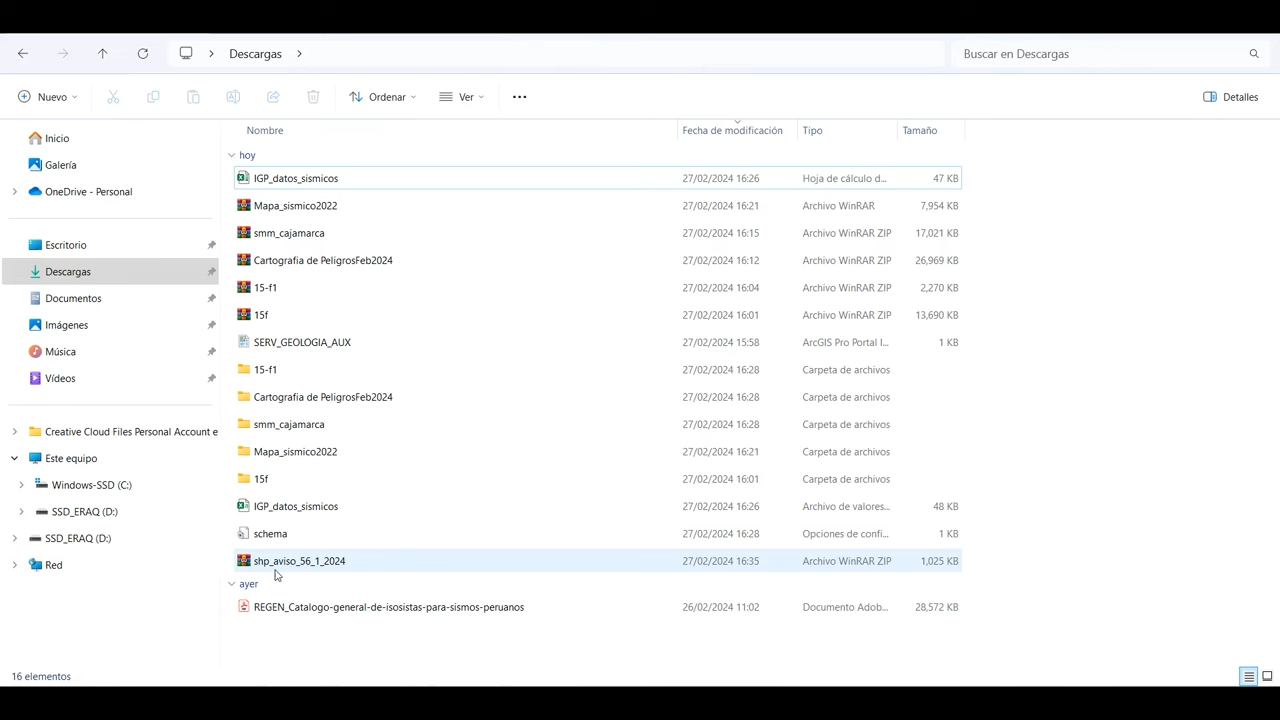 Descargas
Buscar en Descargas
Nuevo
Ordenar
Ver
Detalles
Inicio
Galería
OneDrive - Personal
Escritorio
Descargas
Documentos
Imágenes
Música
Vídeos
Creative Cloud Files Personal Account e
Este equipo
Windows-SSD (C:)
SSD_ERAQ (D:)
SSD_ERAQ (D:)
Red
Nombre Fecha de modificación Tipo Tamaño
hoy
IGP_datos_sismicos 27/02/2024 16:26 Hoja de cálculo d... 47 KB
Mapa_sismico2022 27/02/2024 16:21 Archivo WinRAR 7,954 KB
smm_cajamarca 27/02/2024 16:15 Archivo WinRAR ZIP 17,021 KB
Cartografia de PeligrosFeb2024 27/02/2024 16:12 Archivo WinRAR ZIP 26,969 KB
15-f1 27/02/2024 16:04 Archivo WinRAR ZIP 2,270 KB
15f 27/02/2024 16:01 Archivo WinRAR ZIP 13,690 KB
SERV_GEOLOGIA_AUX 27/02/2024 15:58 ArcGIS Pro Portal I... 1 KB
15-f1 27/02/2024 16:28 Carpeta de archivos
Cartografia de PeligrosFeb2024 27/02/2024 16:28 Carpeta de archivos
smm_cajamarca 27/02/2024 16:28 Carpeta de archivos
Mapa_sismico2022 27/02/2024 16:21 Carpeta de archivos
15f 27/02/2024 16:01 Carpeta de archivos
IGP_datos_sismicos 27/02/2024 16:26 Archivo de valores... 48 KB
schema 27/02/2024 16:28 Opciones de confi... 1 KB
shp_aviso_56_1_2024 27/02/2024 16:35 Archivo WinRAR ZIP 1,025 KB
ayer
REGEN_Catalogo-general-de-isosistas-para-sismos-peruanos 26/02/2024 11:02 Documento Adob... 28,572 KB
16 elementos